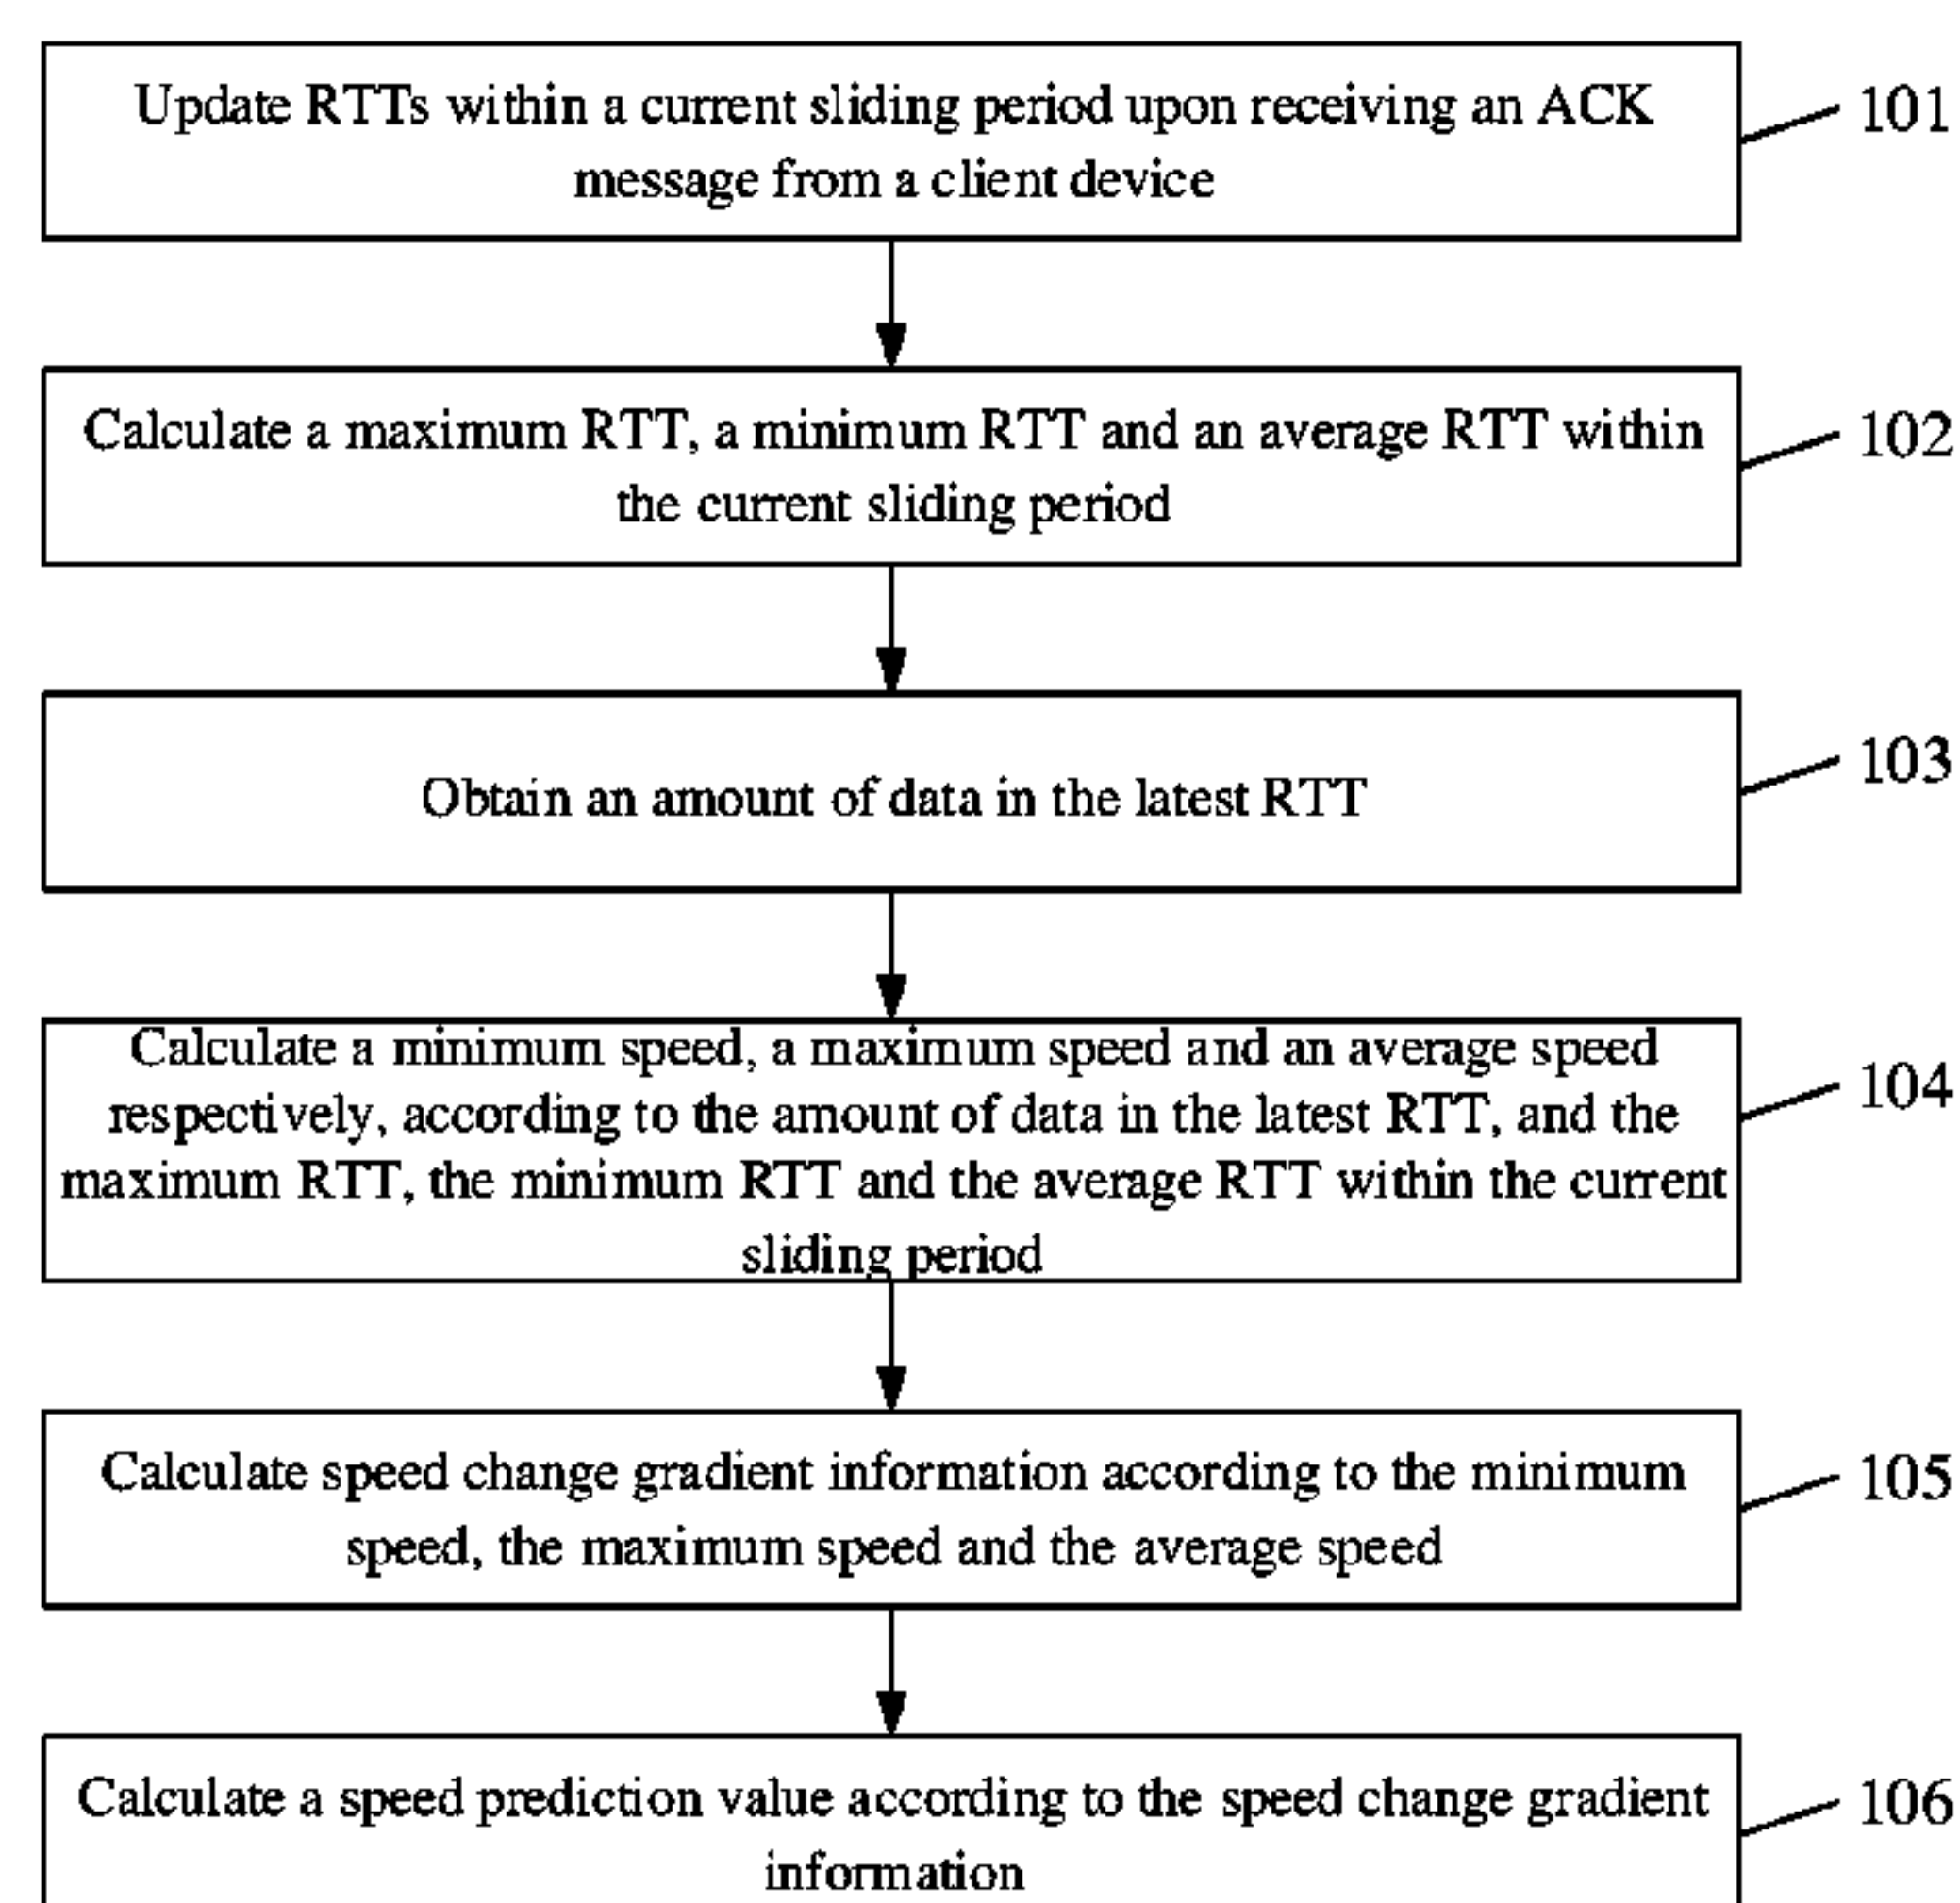 Update RTTs within a current sliding period upon receiving an ACK
message from a client device
101
Calculate a maximum RTT, a minimum RTT and an average RTT within
the current sliding period
102
Obtain an amount of data in the latest RTT
103
Calculate a minimum speed, a maximum speed and an average speed
respectively, according to the amount of data in the latest RTT, and the
maximum RTT, the minimum RTT and the average RTT within the current
sliding period
104
Calculate speed change gradient information according to the minimum
speed, the maximum speed and the average speed
105
Calculate a speed prediction value according to the speed change gradient
information
106